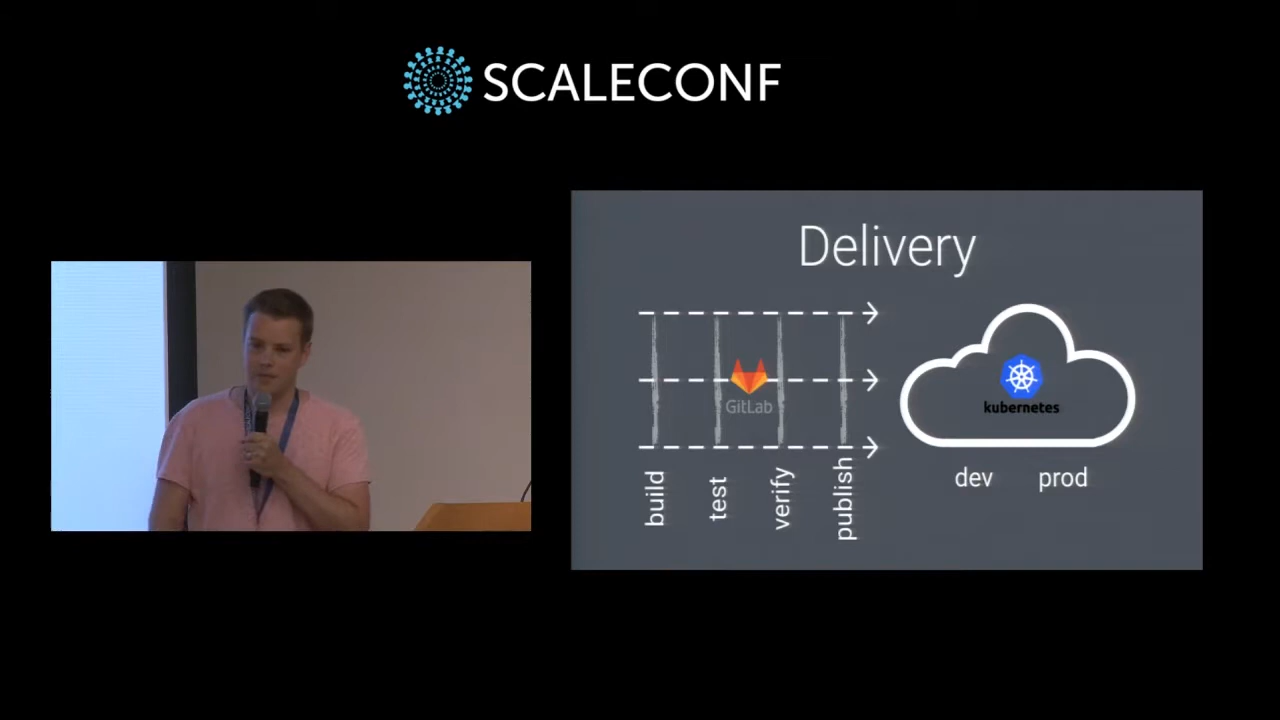 SCALECONF
Delivery
GitLab
kubernetes
build
test
verify
publish
dev
prod